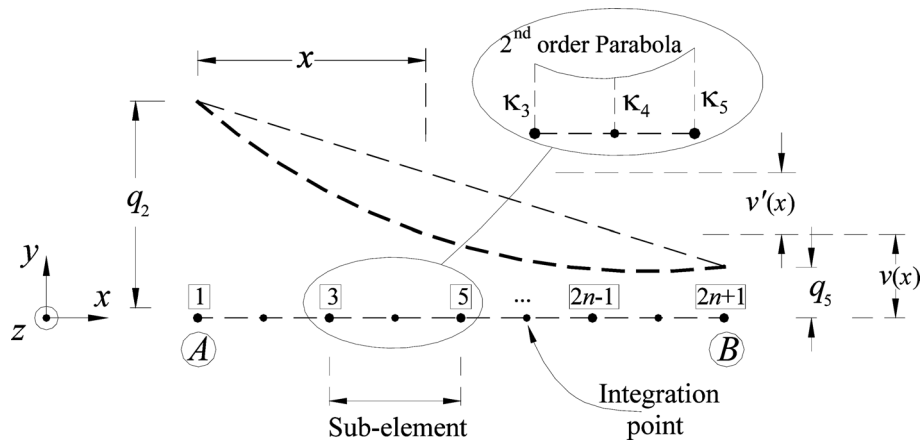 2nd order Parabola
κ3 κ4 κ5
x
q2
v'(x)
v(x)
q5
y
x
z
1 3 5 ... 2n-1 2n+1
A
B
Sub-element
Integration
point